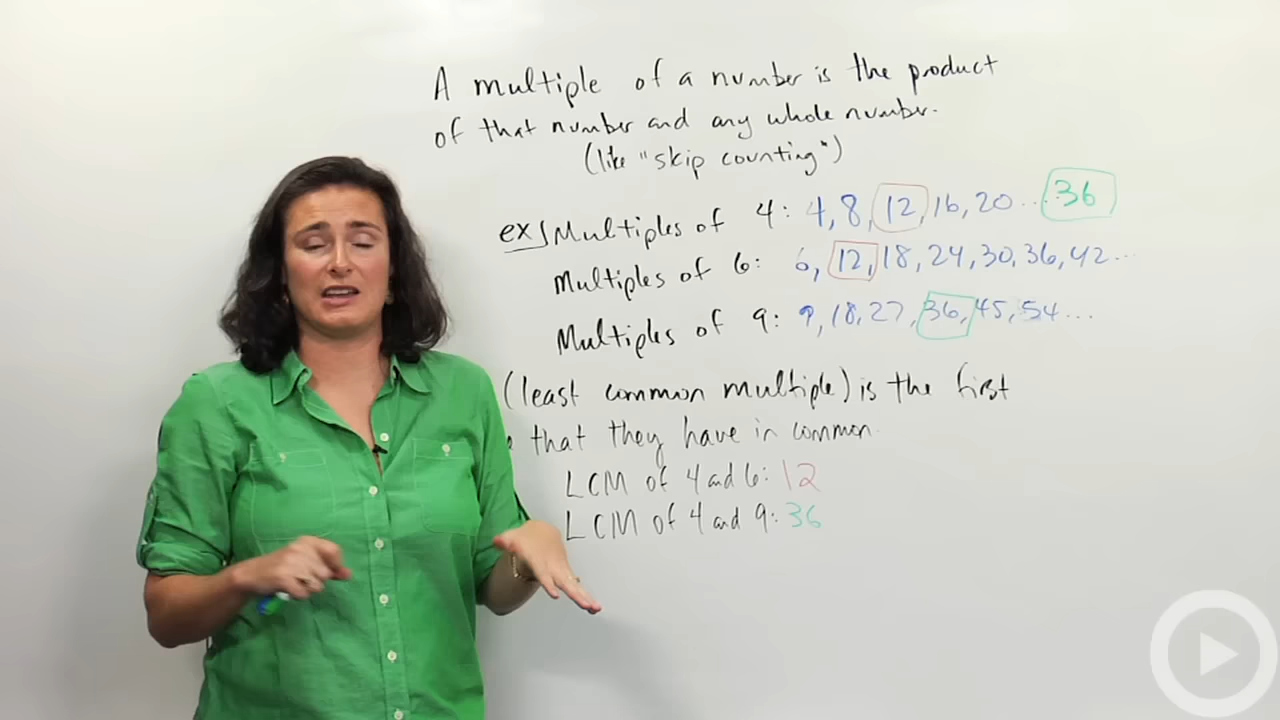 A multiple of a number is the product
of that number and any whole number.
(like "skip counting")
ex) Multiples of 4: 4, 8, 12, 16, 20... 36
Multiples of 6: 6, 12, 18, 24, 30, 36, 42...
Multiples of 9: 9, 18, 27, 36, 45, 54...
(least common multiple) is the first
that they have in common.
LCM of 4 and 6: 12
LCM of 4 and 9: 36